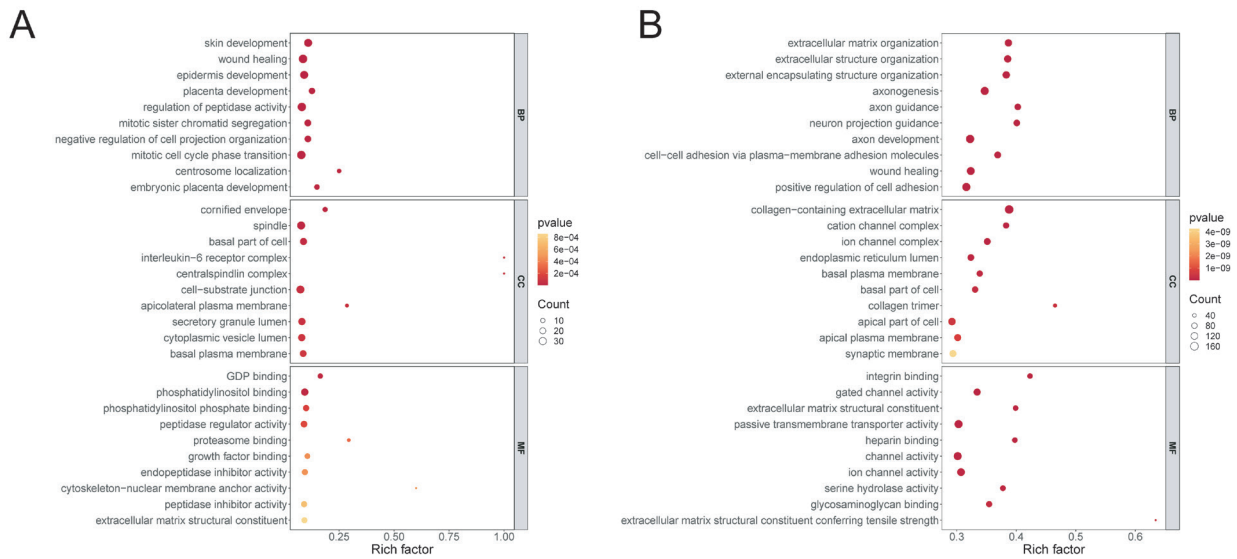 A
skin development
wound healing
epidermis development
placenta development
regulation of peptidase activity
mitotic sister chromatid segregation
negative regulation of cell projection organization
mitotic cell cycle phase transition
centrosome localization
embryonic placenta development
BP
cornified envelope
spindle
basal part of cell
interleukin−6 receptor complex
centralspindlin complex
cell−substrate junction
apicolateral plasma membrane
secretory granule lumen
cytoplasmic vesicle lumen
basal plasma membrane
CC
GDP binding
phosphatidylinositol binding
phosphatidylinositol phosphate binding
peptidase regulator activity
proteasome binding
growth factor binding
endopeptidase inhibitor activity
cytoskeleton−nuclear membrane anchor activity
peptidase inhibitor activity
extracellular matrix structural constituent
MF
0.25 0.50 0.75 1.00
Rich factor
pvalue
8e−04
6e−04
4e−04
2e−04
Count
10
20
30
B
extracellular matrix organization
extracellular structure organization
external encapsulating structure organization
axonogenesis
axon guidance
neuron projection guidance
axon development
cell−cell adhesion via plasma−membrane adhesion molecules
wound healing
positive regulation of cell adhesion
BP
collagen−containing extracellular matrix
cation channel complex
ion channel complex
endoplasmic reticulum lumen
basal plasma membrane
basal part of cell
collagen trimer
apical part of cell
apical plasma membrane
synaptic membrane
CC
integrin binding
gated channel activity
extracellular matrix structural constituent
passive transmembrane transporter activity
heparin binding
channel activity
ion channel activity
serine hydrolase activity
glycosaminoglycan binding
extracellular matrix structural constituent conferring tensile strength
MF
0.3 0.4 0.5 0.6
Rich factor
pvalue
4e−09
3e−09
2e−09
1e−09
Count
40
80
120
160